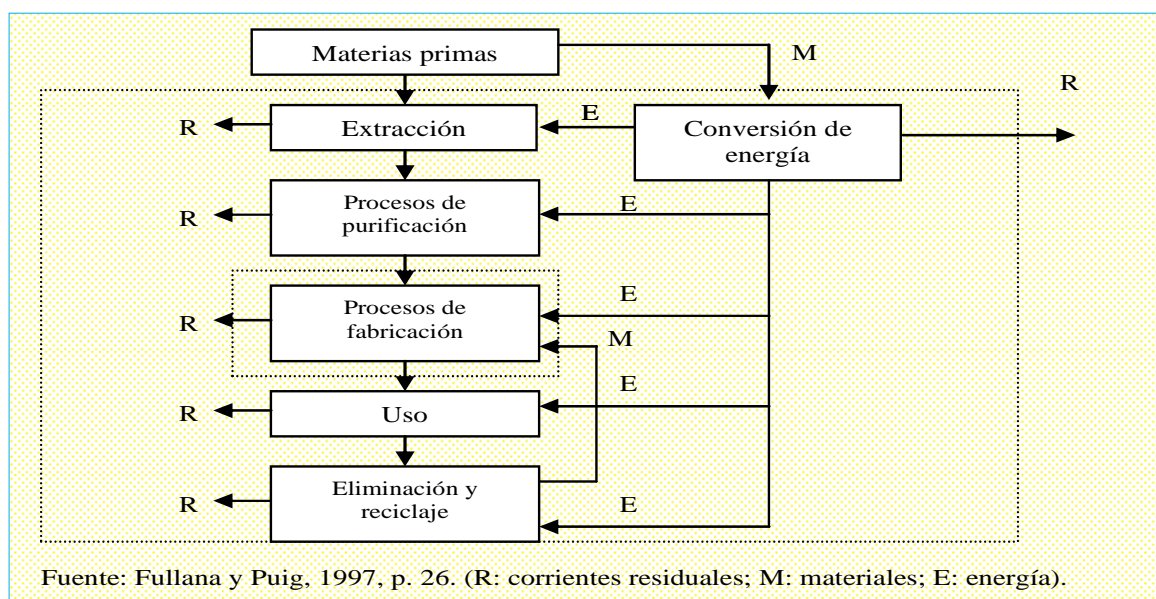 Materias primas
M
R
R
Extracción
E
Conversión de
energía
R
Procesos de
purificación
E
R
Procesos de
fabricación
E
M
R
Uso
E
R
Eliminación y
reciclaje
E
Fuente: Fullana y Puig, 1997, p. 26. (R: corrientes residuales; M: materiales; E: energía).